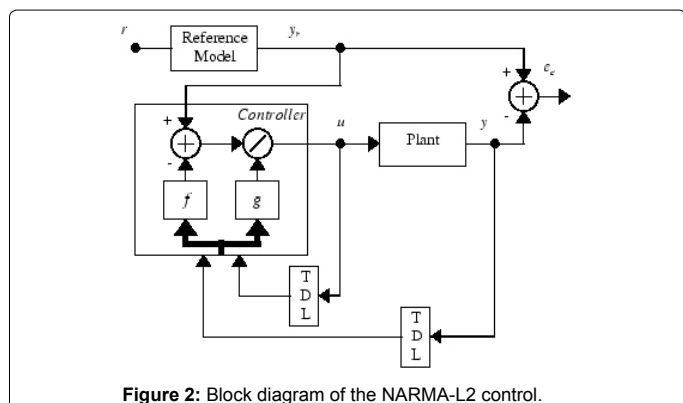 r
Reference
Model
yr
+
-
ec
Controller
+
-
u
Plant
y
f
g
T
D
L
T
D
L
Figure 2: Block diagram of the NARMA-L2 control.